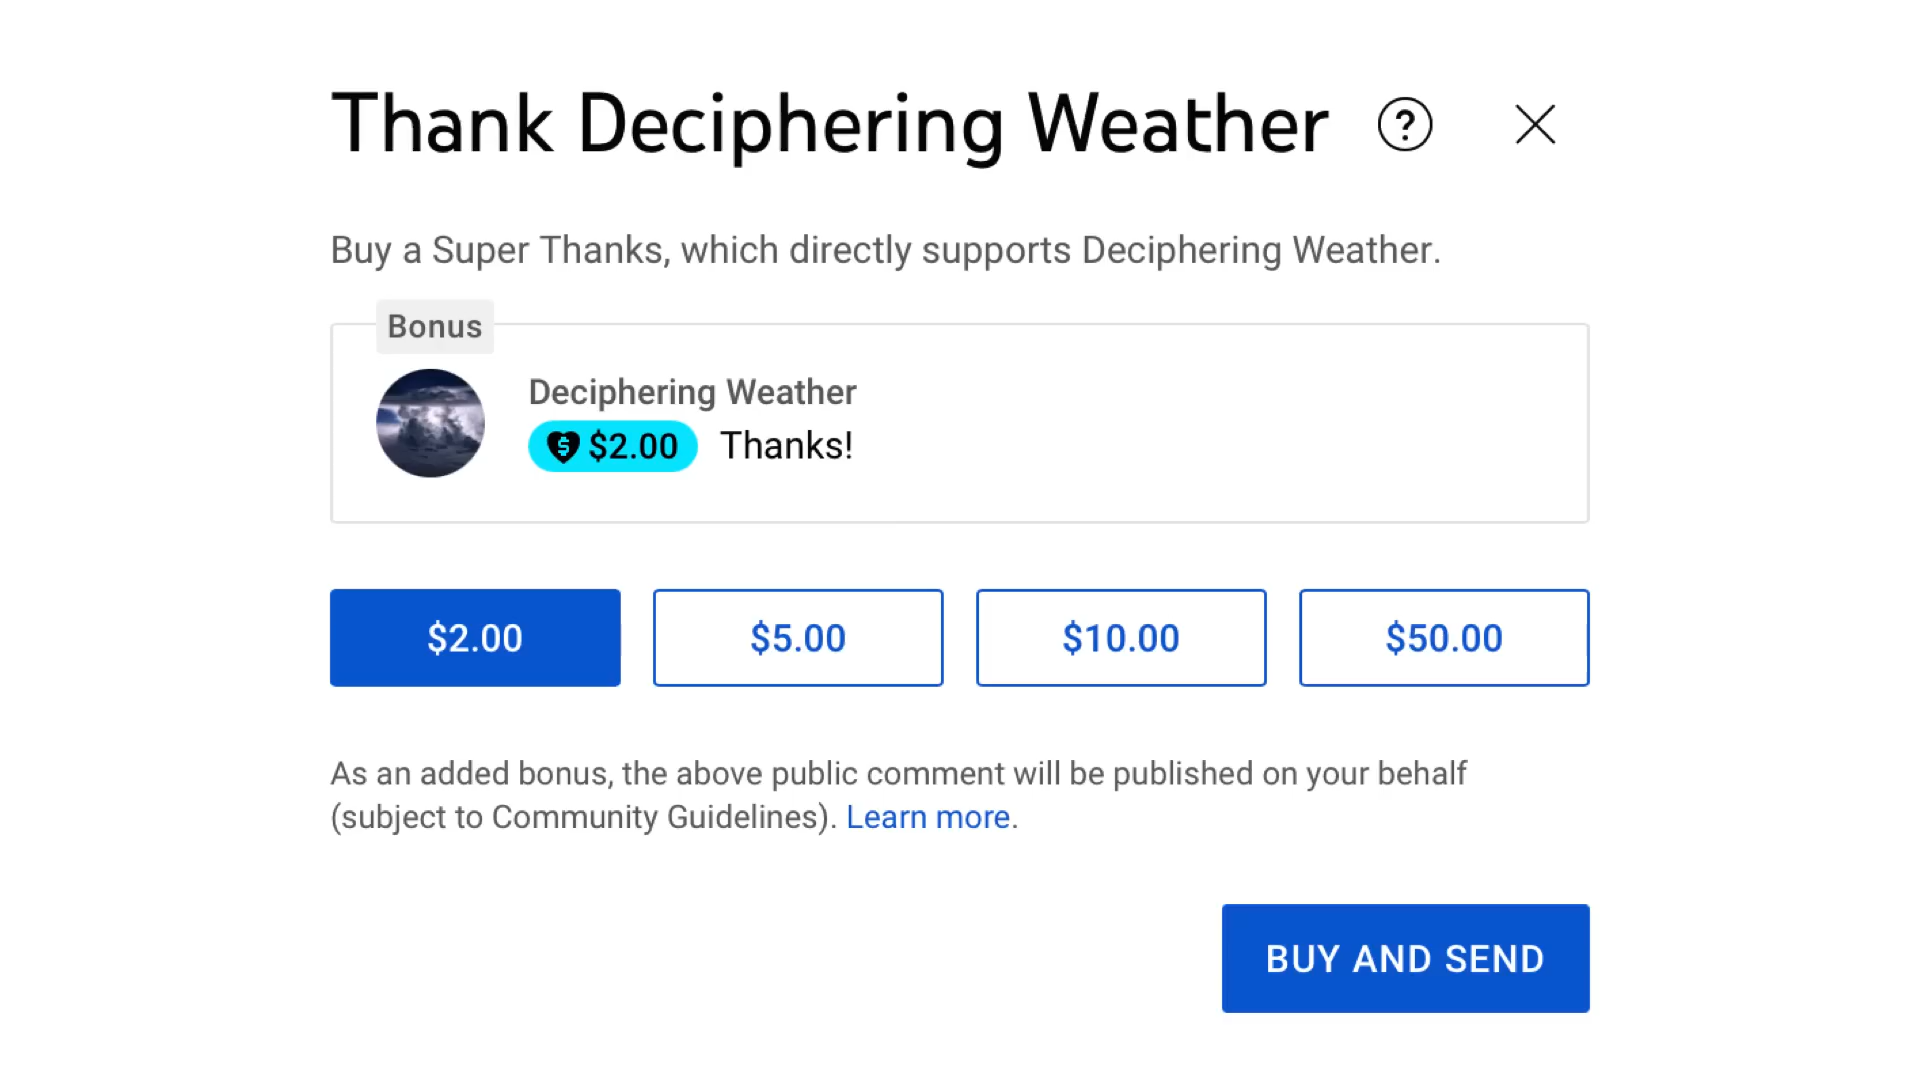 Thank Deciphering Weather ?
Buy a Super Thanks, which directly supports Deciphering Weather.
Bonus
Deciphering Weather
$ $2.00 Thanks!
$2.00 $5.00 $10.00 $50.00
As an added bonus, the above public comment will be published on your behalf
(subject to Community Guidelines). Learn more.
BUY AND SEND